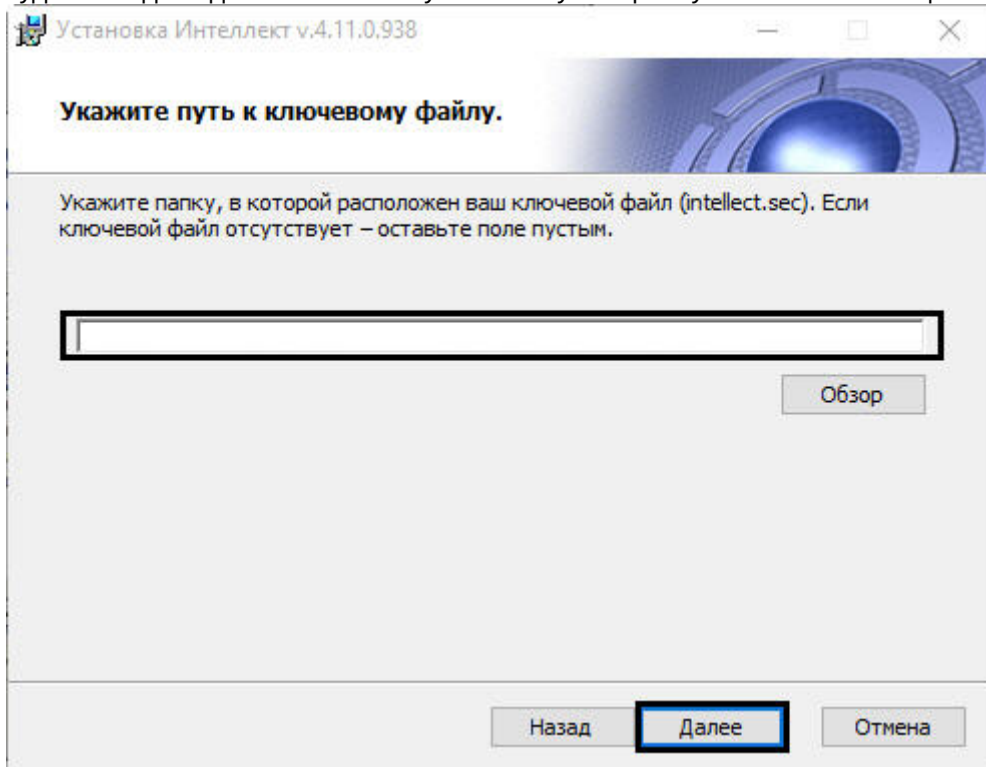 Установка Интеллект v.4.11.0.938
Укажите путь к ключевому файлу.
Укажите папку, в которой расположен ваш ключевой файл (intellect.sec). Если
ключевой файл отсутствует – оставьте поле пустым.
Обзор
Назад Далее Отмена